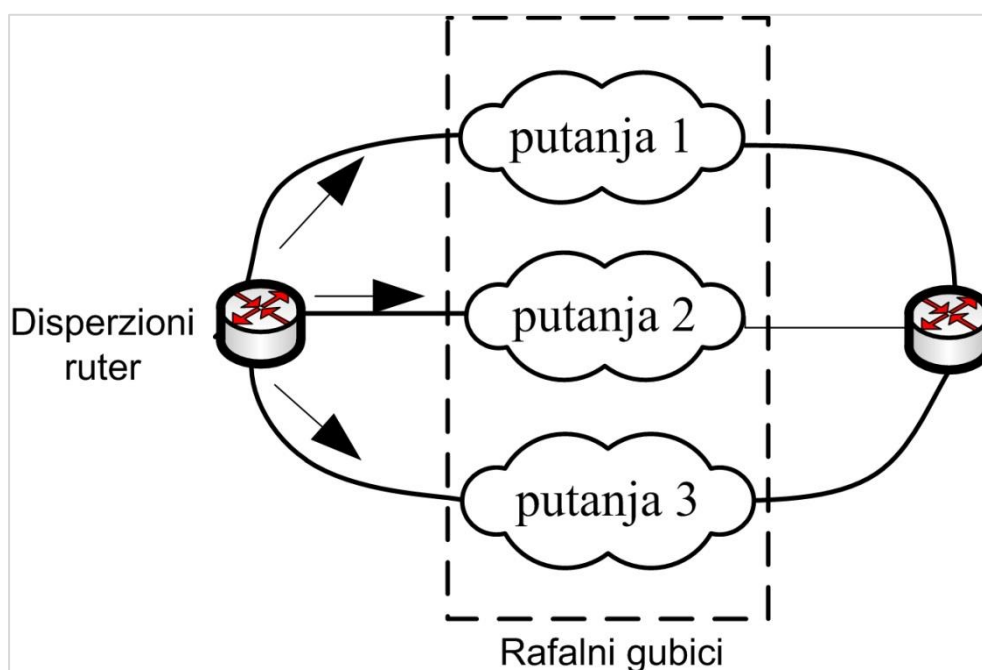 putanja 1
Disperzioni
ruter
putanja 2
putanja 3
Rafalni gubici